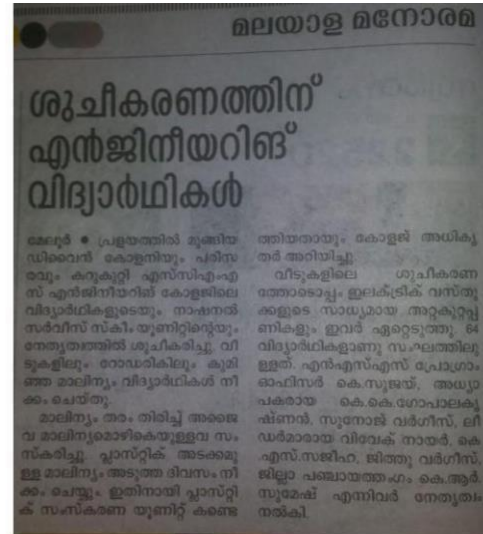 മലയാള മനോരമ
ശുചീകരണത്തിന്
എൻജിനീയറിങ്
വിദ്യാർഥികൾ
മേലൂർ • പ്രളയത്തിൽ മുങ്ങിയ
ഡിവൈൻ കോളനിയും പരിസ
രവും കറുകുറ്റി എസ്‌സിഎംഎ
സ് എൻജിനീയറിങ് കോളജിലെ
വിദ്യാർഥികളുടെയും നാഷനൽ
സർവീസ് സ്കീം യൂണിറ്റിന്റെയും
നേതൃത്വത്തിൽ ശുചീകരിച്ചു. വീ
ടുകളിലും റോഡരികിലും കുമി
ഞ്ഞ മാലിന്യം വിദ്യാർഥികൾ നീ
ക്കം ചെയ്തു.
മാലിന്യം തരം തിരിച്ച് അജൈ
വ മാലിന്യമൊഴികെയുള്ളവ സം
സ്കരിച്ചു. പ്ലാസ്റ്റിക് അടക്കമു
ള്ള മാലിന്യം അടുത്ത ദിവസം നീ
ക്കം ചെയ്യും. ഇതിനായി പ്ലാസ്റ്റി
ക് സംസ്കരണ യൂണിറ്റ് കണ്ടെ
ത്തിയതായും കോളജ് അധികൃ
തർ അറിയിച്ചു.
വീടുകളിലെ ശുചീകരണ
ത്തോടൊപ്പം ഇലക്ട്രിക് വസ്തു
ക്കളുടെ സാധ്യമായ അറ്റകുറ്റപ്പ
ണികളും ഇവർ ഏറ്റെടുത്തു. 64
വിദ്യാർഥികളാണു സംഘത്തിലു
ള്ളത്. എൻഎസ്എസ് പ്രോഗ്രാം
ഓഫിസർ കെ.സുജയ്, അധ്യാ
പകരായ കെ.കെ.ഗോപാലകൃ
ഷ്ണൻ, സുനോജ് വർഗീസ്, ലീ
ഡർമാരായ വിവേക് നായർ, കെ.
എസ്.സജീഹ, ജിത്തു വർഗീസ്,
ജില്ലാ പഞ്ചായത്തംഗം കെ.ആർ.
സുമേഷ് എന്നിവർ നേതൃത്വം
നൽകി.